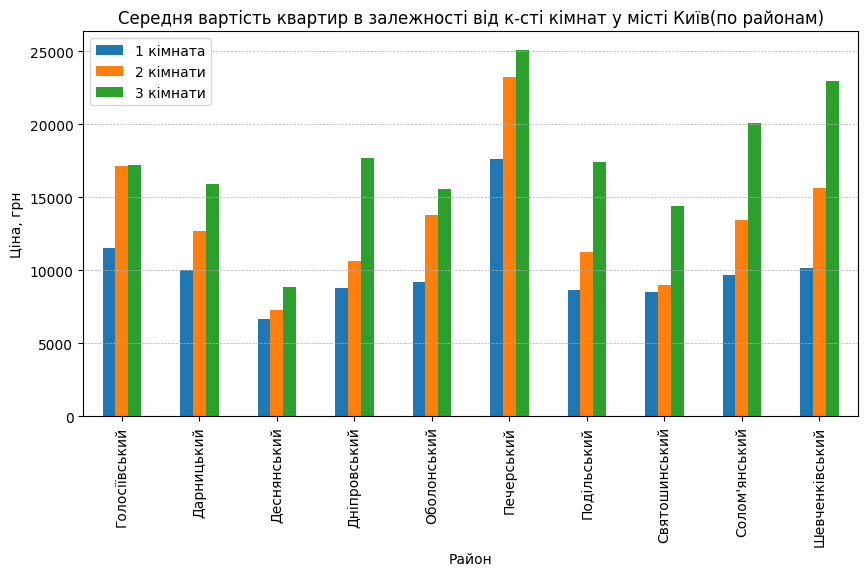 Середня вартість квартир в залежності від к-сті кімнат у місті Київ(по районам)
1 кімната
2 кімнати
3 кімнати
Ціна, грн
25000
20000
15000
10000
5000
0
Голосіївський
Дарницький
Деснянський
Дніпровський
Оболонський
Печерський
Подільський
Святошинський
Солом'янський
Шевченківський
Район